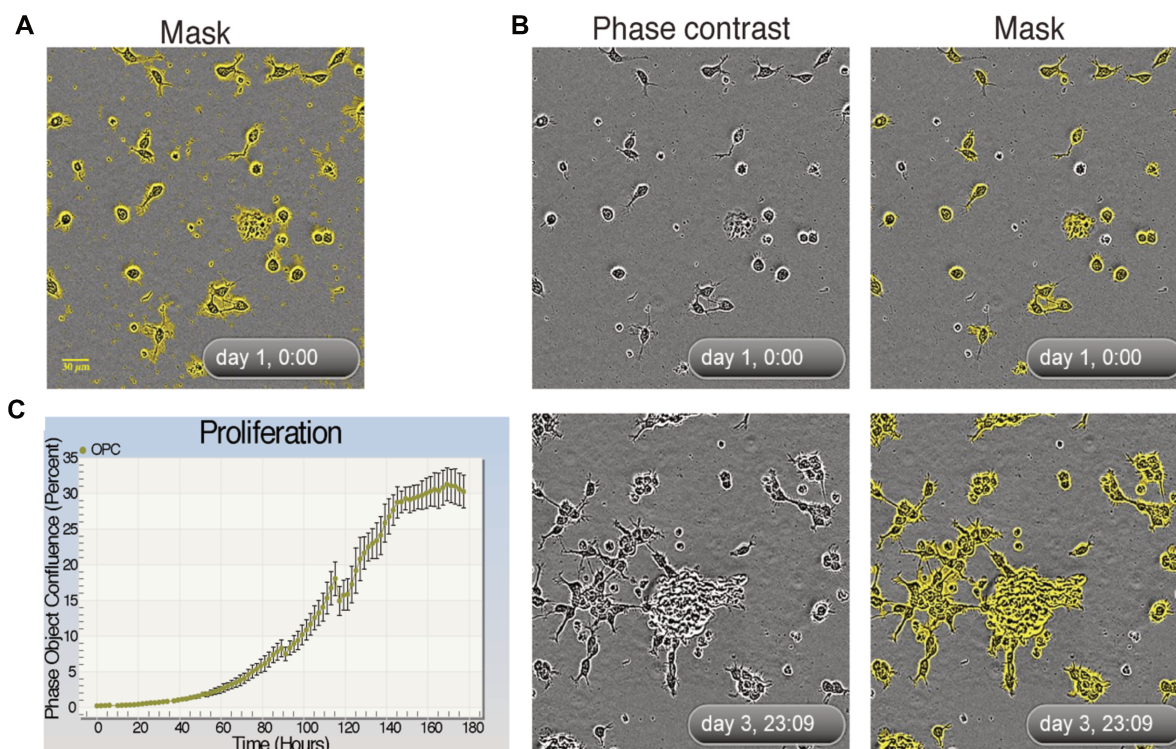 A
Mask
30 µm
day 1, 0:00
B
Phase contrast
Mask
day 1, 0:00
day 1, 0:00
day 3, 23:09
day 3, 23:09
C
Proliferation
OPC
Phase Object Confluence (Percent)
35
30
25
20
15
10
5
0
0 20 40 60 80 100 120 140 160 180
Time (Hours)